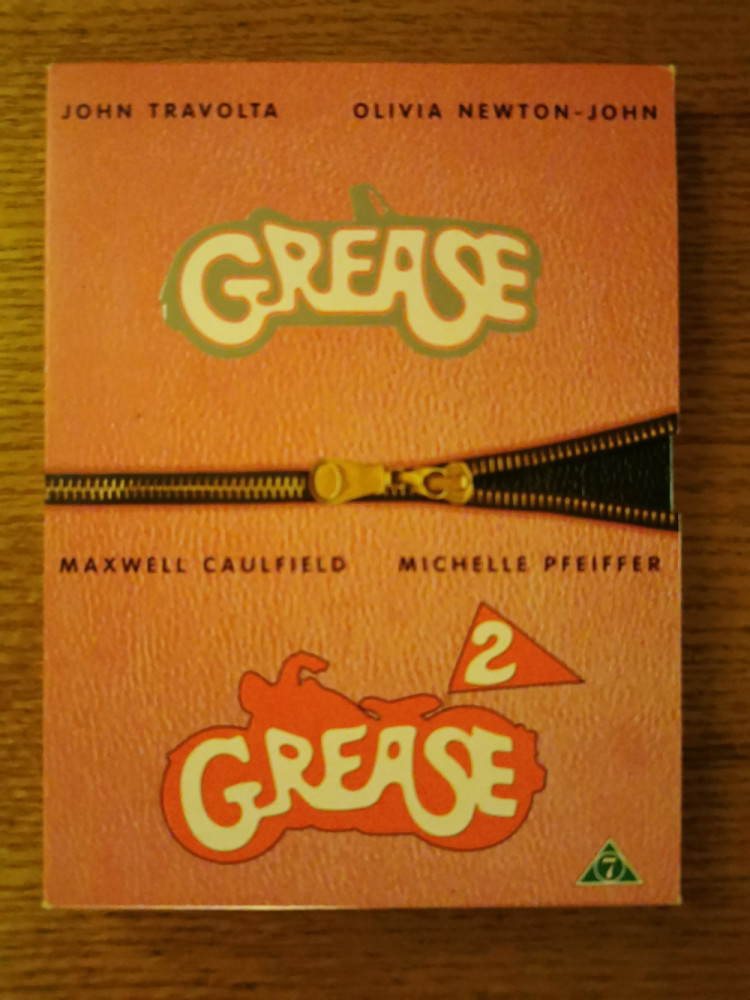 JOHN TRAVOLTA OLIVIA NEWTON-JOHN
GREASE
MAXWELL CAULFIELD MICHELLE PFEIFFER
2
GREASE
7